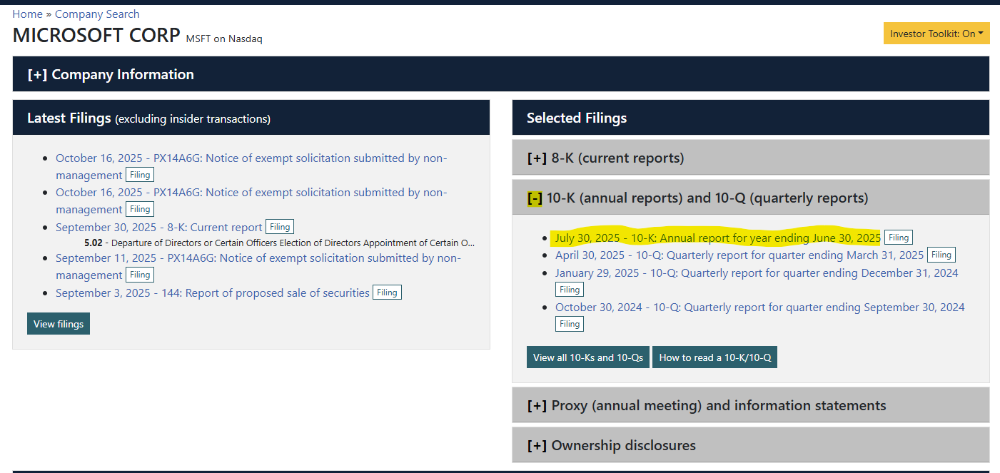 Home » Company Search
MICROSOFT CORP MSFT on Nasdaq
Investor Toolkit: On
[+] Company Information
Latest Filings (excluding insider transactions)
October 16, 2025 - PX14A6G: Notice of exempt solicitation submitted by non-
management Filing
October 16, 2025 - PX14A6G: Notice of exempt solicitation submitted by non-
management Filing
September 30, 2025 - 8-K: Current report Filing
5.02 - Departure of Directors or Certain Officers Election of Directors Appointment of Certain O...
September 11, 2025 - PX14A6G: Notice of exempt solicitation submitted by non-
management Filing
September 3, 2025 - 144: Report of proposed sale of securities Filing
View filings
Selected Filings
[+] 8-K (current reports)
[-] 10-K (annual reports) and 10-Q (quarterly reports)
July 30, 2025 - 10-K: Annual report for year ending June 30, 2025 Filing
April 30, 2025 - 10-Q: Quarterly report for quarter ending March 31, 2025 Filing
January 29, 2025 - 10-Q: Quarterly report for quarter ending December 31, 2024
Filing
October 30, 2024 - 10-Q: Quarterly report for quarter ending September 30, 2024
Filing
View all 10-Ks and 10-Qs How to read a 10-K/10-Q
[+] Proxy (annual meeting) and information statements
[+] Ownership disclosures